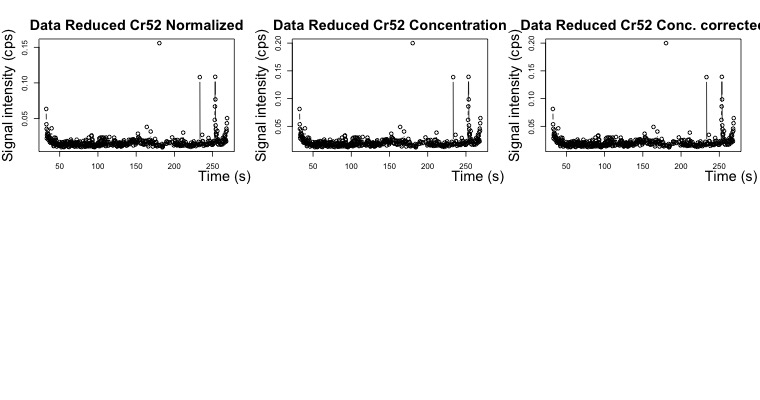 Data Reduced Cr52 Normalized
Signal intensity (cps)
0.05 0.10 0.15
50 100 150 200 250
Time (s)
Data Reduced Cr52 Concentration
Signal intensity (cps)
0.05 0.10 0.15 0.20
50 100 150 200 250
Time (s)
Data Reduced Cr52 Conc. corrected
Signal intensity (cps)
0.05 0.10 0.15 0.20
50 100 150 200 250
Time (s)